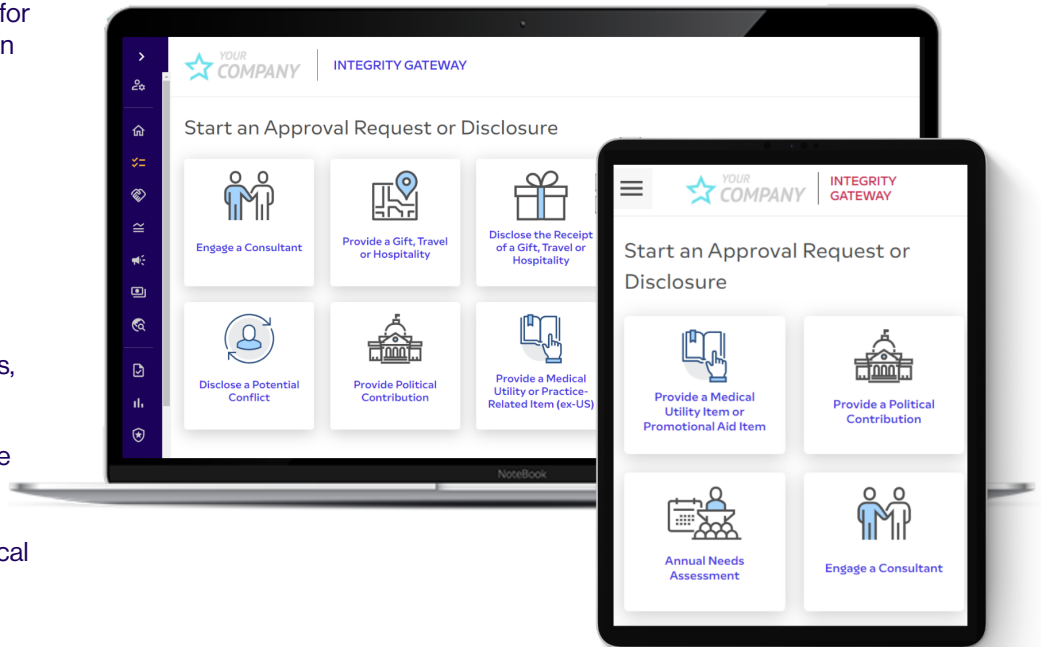 for
n
s,
e
cal
YOUR
COMPANY
INTEGRITY GATEWAY
Start an Approval Request or Disclosure
Engage a Consultant
Provide a Gift, Travel
or Hospitality
Disclose the Receipt
of a Gift, Travel or
Hospitality
Disclose a Potential
Conflict
Provide Political
Contribution
Provide a Medical
Utility or Practice-
Related Item (ex-US)
NoteBook
YOUR
COMPANY
INTEGRITY
GATEWAY
Start an Approval Request or
Disclosure
Provide a Medical
Utility Item or
Promotional Aid Item
Provide a Political
Contribution
Annual Needs
Assessment
Engage a Consultant